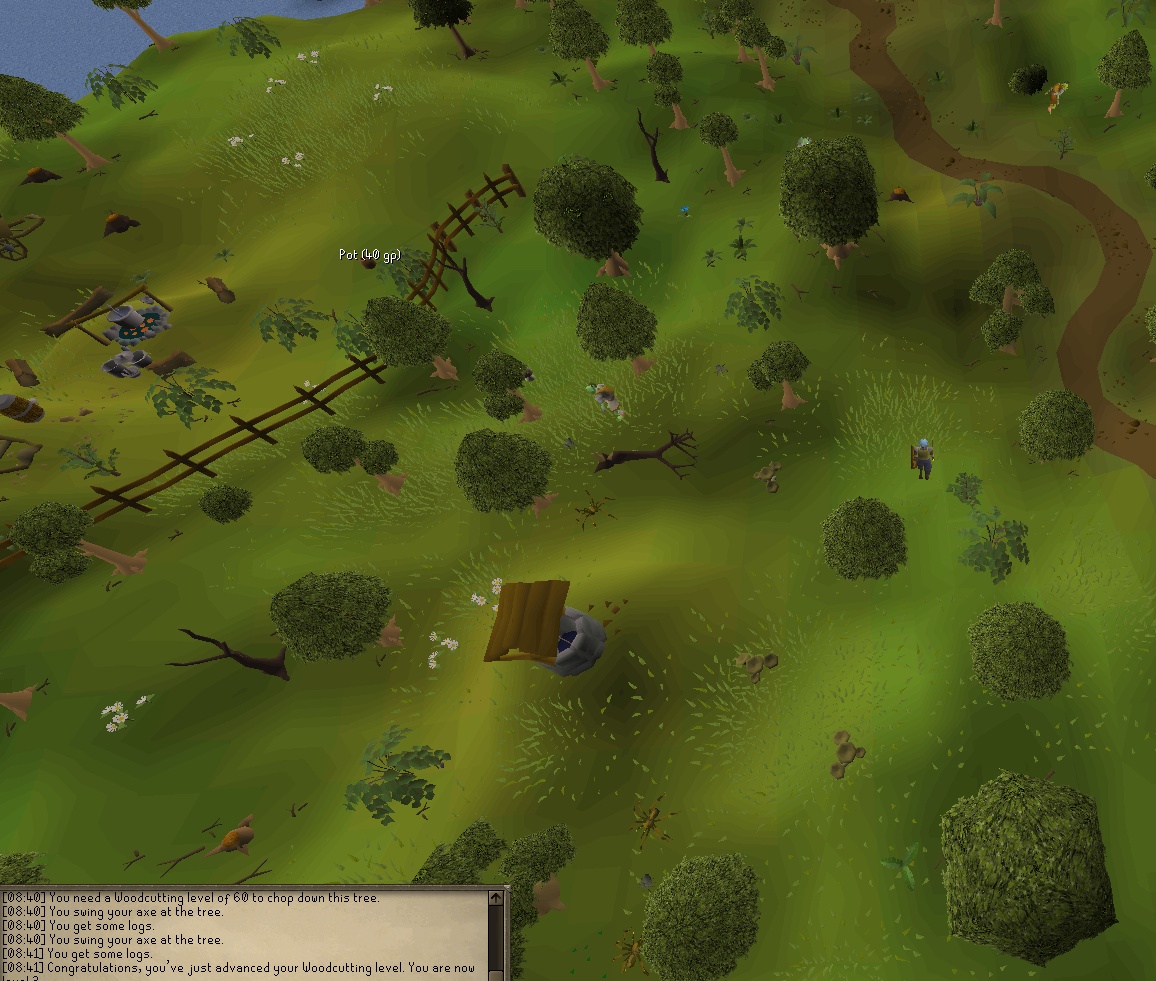 Pot (40 gp)
[08:40] You need a Woodcutting level of 60 to chop down this tree.
[08:40] You swing your axe at the tree.
[08:40] You get some logs.
[08:40] You swing your axe at the tree.
[08:41] You get some logs.
[08:41] Congratulations, you've just advanced your Woodcutting level. You are now
level